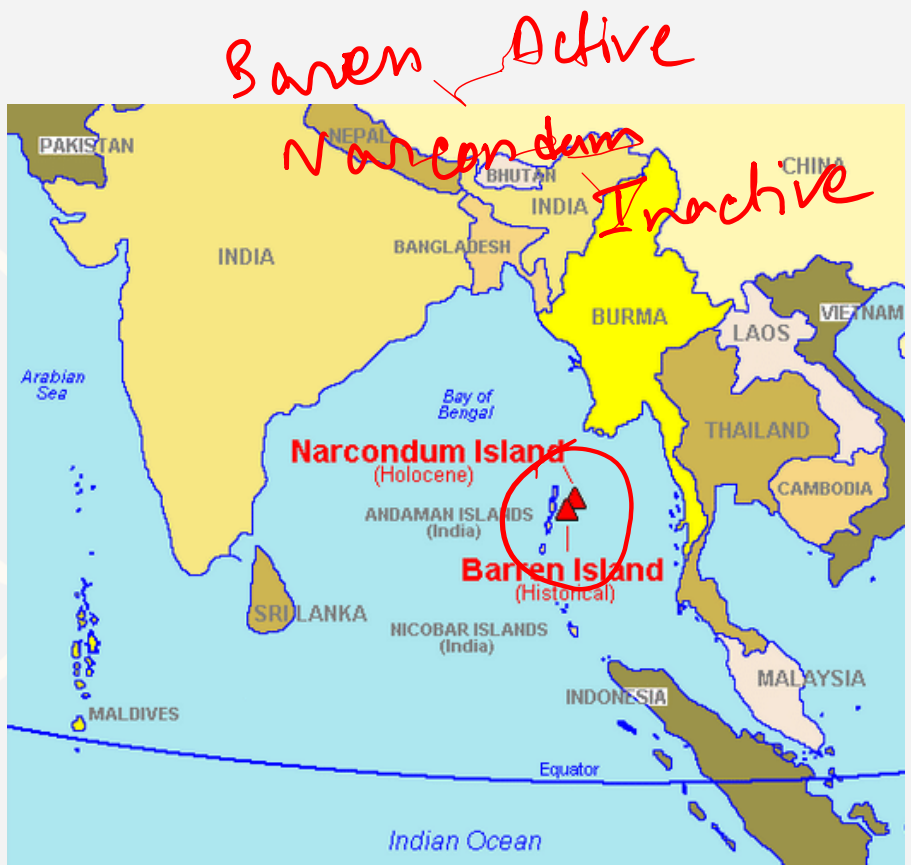 Barren Active
Narcondum
Inactive
PAKISTAN
NEPAL
BHUTAN
CHINA
INDIA
BANGLADESH
INDIA
BURMA
VIETNAM
LAOS
Arabian
Sea
Bay of
Bengal
THAILAND
Narcondum Island
(Holocene)
CAMBODIA
ANDAMAN ISLANDS
(India)
Barren Island
(Historical)
SRI LANKA
NICOBAR ISLANDS
(India)
MALAYSIA
INDONESIA
MALDIVES
Equator
Indian Ocean